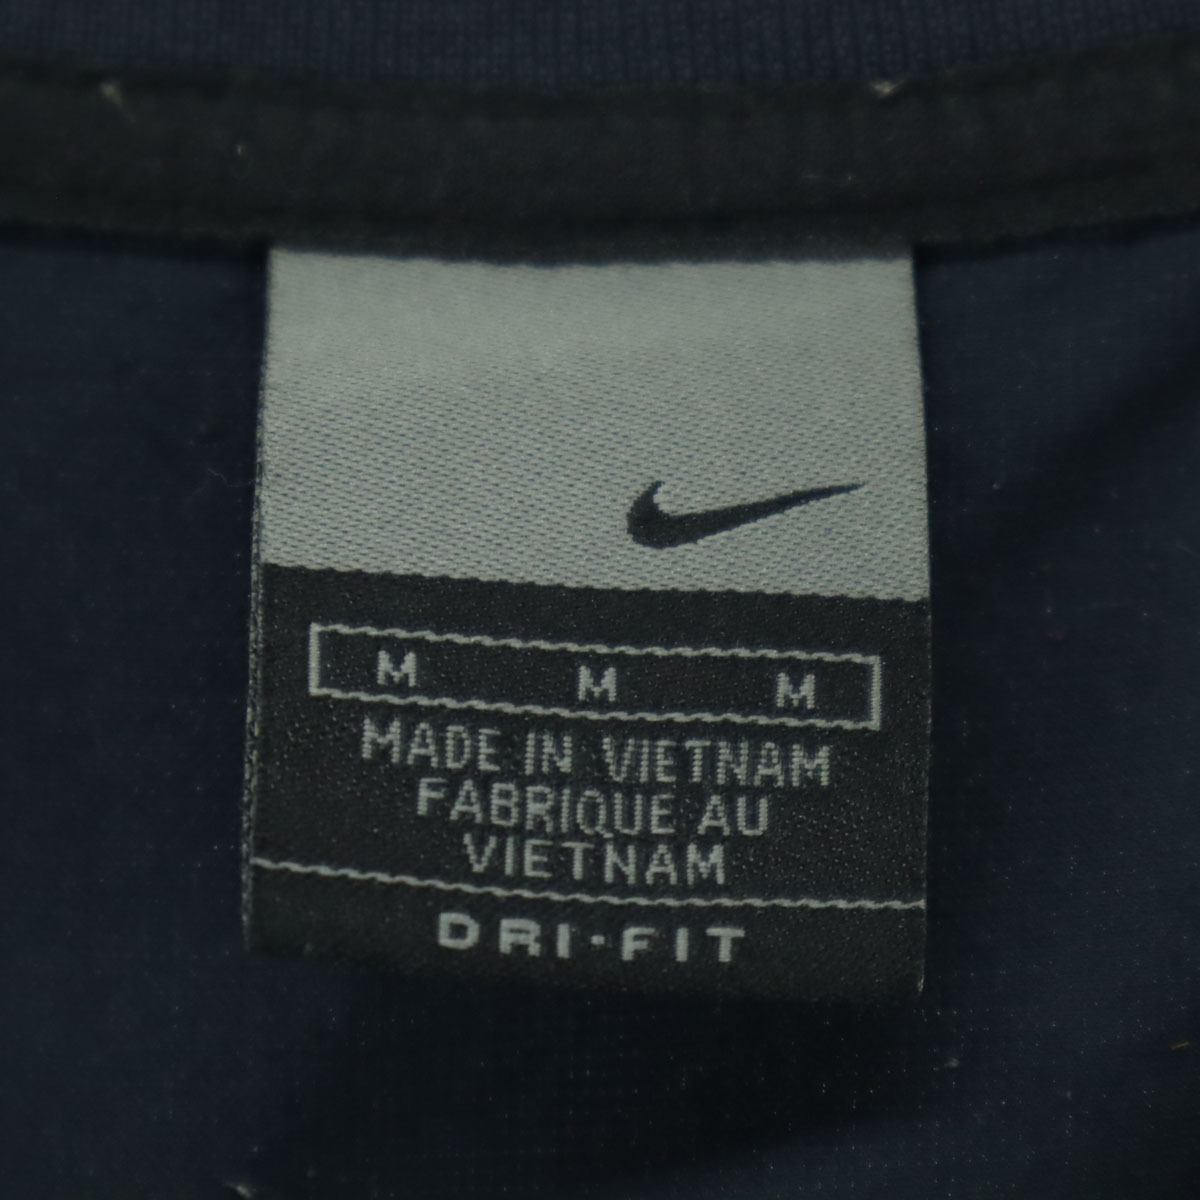 M M M
MADE IN VIETNAM
FABRIQUE AU
VIETNAM
DRI·FIT